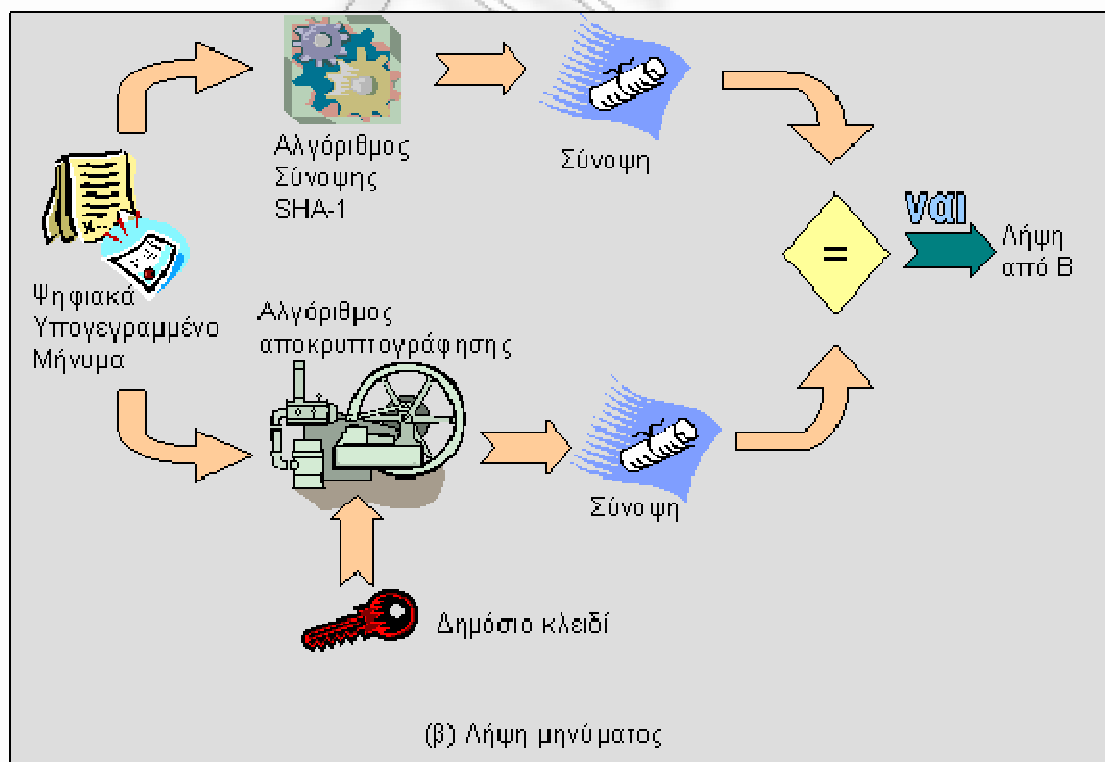 Αλγόριθμος
Σύνοψης
SHA-1
Σύνοψη
=
ναι
Λήψη
από Β
Ψηφιακά
Υπογεγραμμένο
Μήνυμα
Αλγόριθμος
αποκρυπτογράφησης
Σύνοψη
Δημόσιο κλειδί
(β) Λήψη μηνύματος